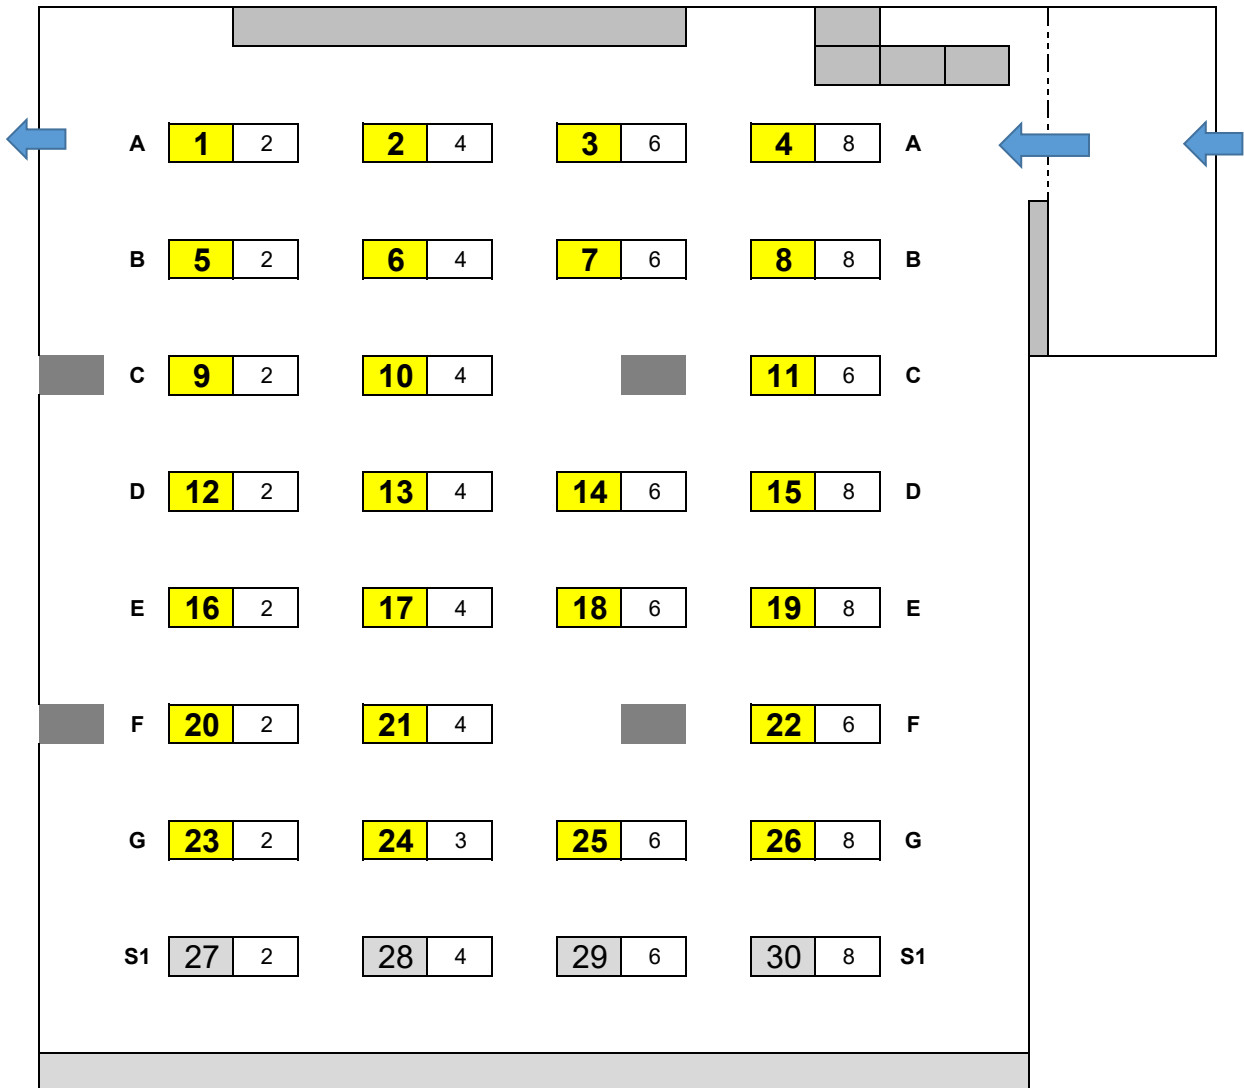 A 1 2 2 4 3 6 4 8 A
B 5 2 6 4 7 6 8 8 B
C 9 2 10 4 11 6 C
D 12 2 13 4 14 6 15 8 D
E 16 2 17 4 18 6 19 8 E
F 20 2 21 4 22 6 F
G 23 2 24 3 25 6 26 8 G
S1 27 2 28 4 29 6 30 8 S1